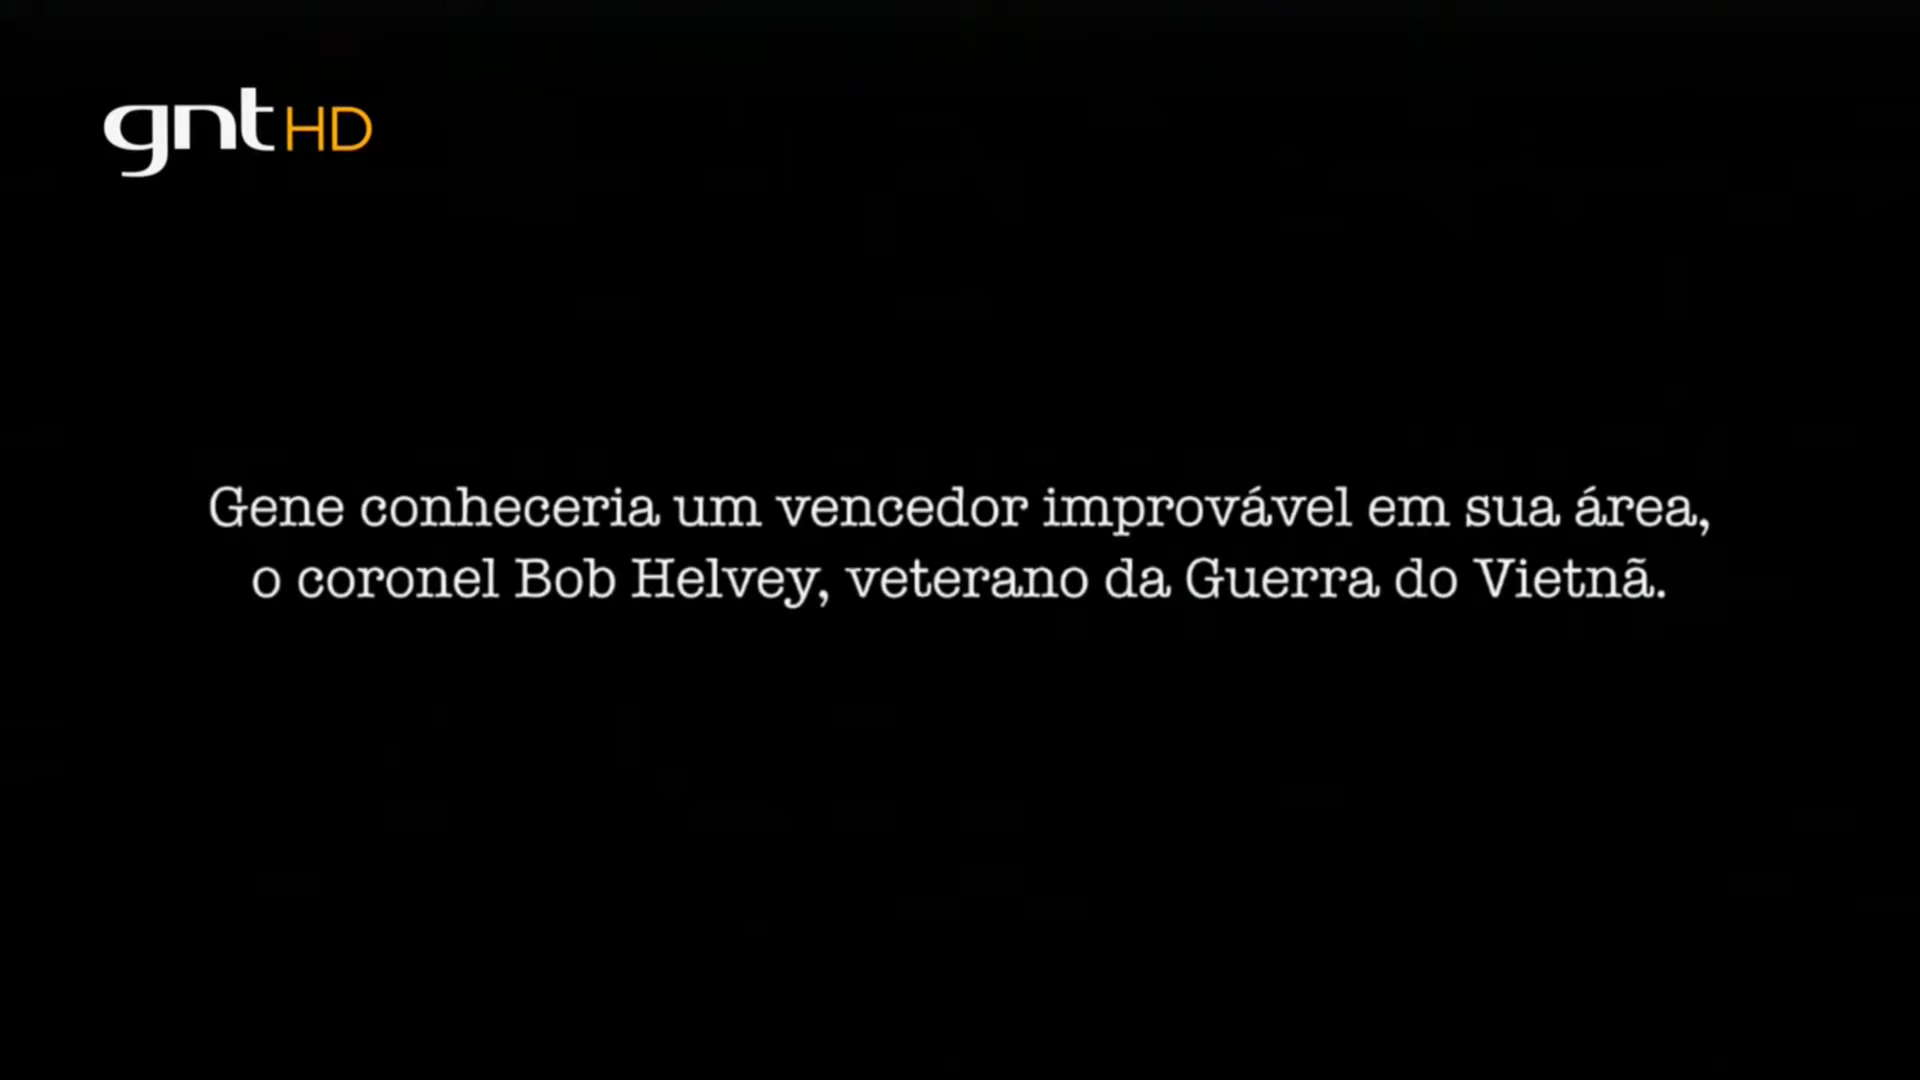 gnt HD
Gene conheceria um vencedor improvável em sua área,
o coronel Bob Helvey, veterano da Guerra do Vietnã.